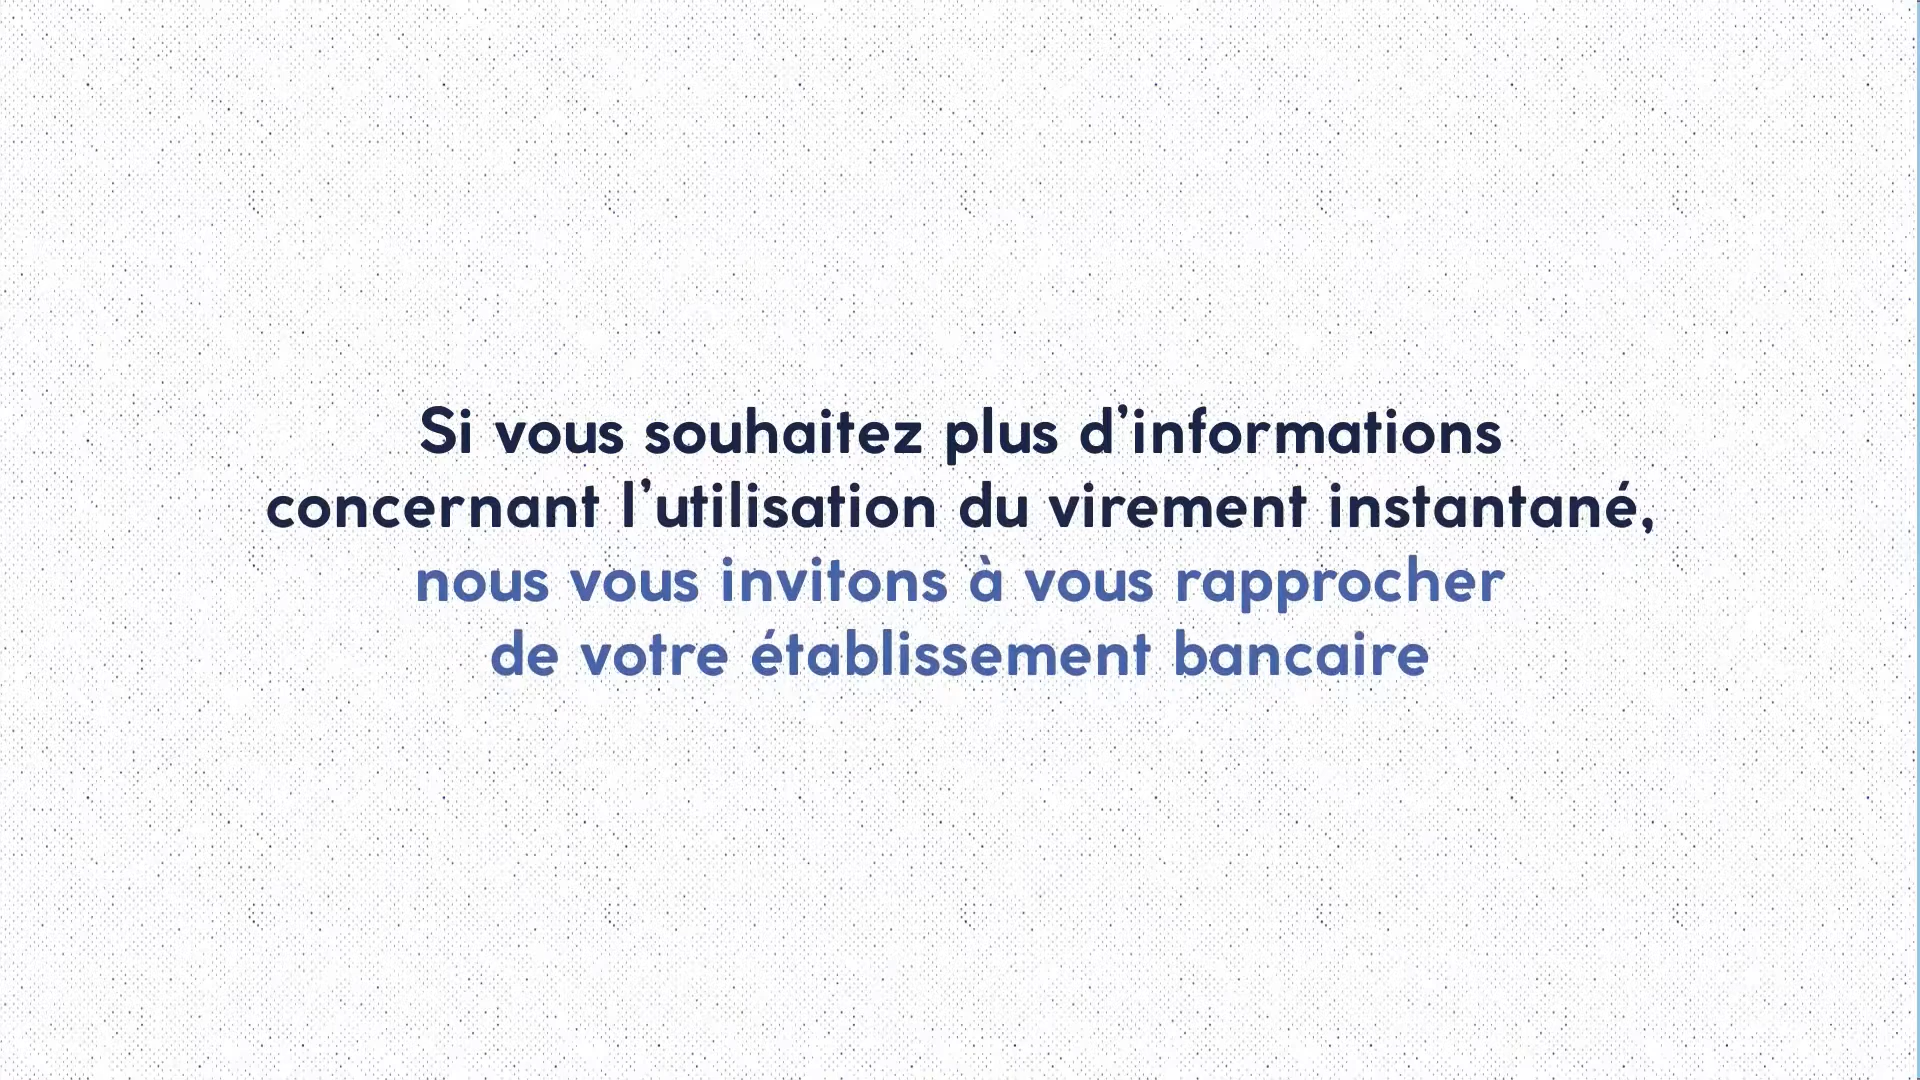 Si vous souhaitez plus d’informations
concernant l’utilisation du virement instantané,
nous vous invitons à vous rapprocher
de votre établissement bancaire